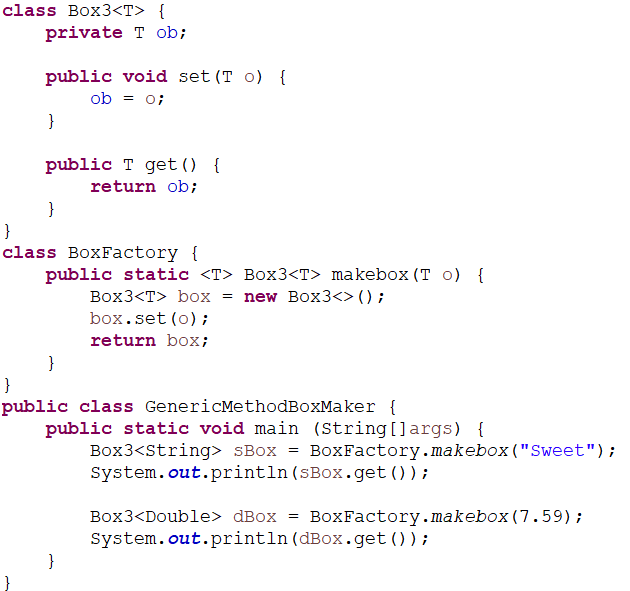 class Box3<T> {
    private T ob;

    public void set(T o) {
        ob = o;
    }

    public T get() {
        return ob;
    }
}
class BoxFactory {
    public static <T> Box3<T> makebox(T o) {
        Box3<T> box = new Box3<>();
        box.set(o);
        return box;
    }
}
public class GenericMethodBoxMaker {
    public static void main (String[]args) {
        Box3<String> sBox = BoxFactory.makebox("Sweet");
        System.out.println(sBox.get());

        Box3<Double> dBox = BoxFactory.makebox(7.59);
        System.out.println(dBox.get());
    }
}